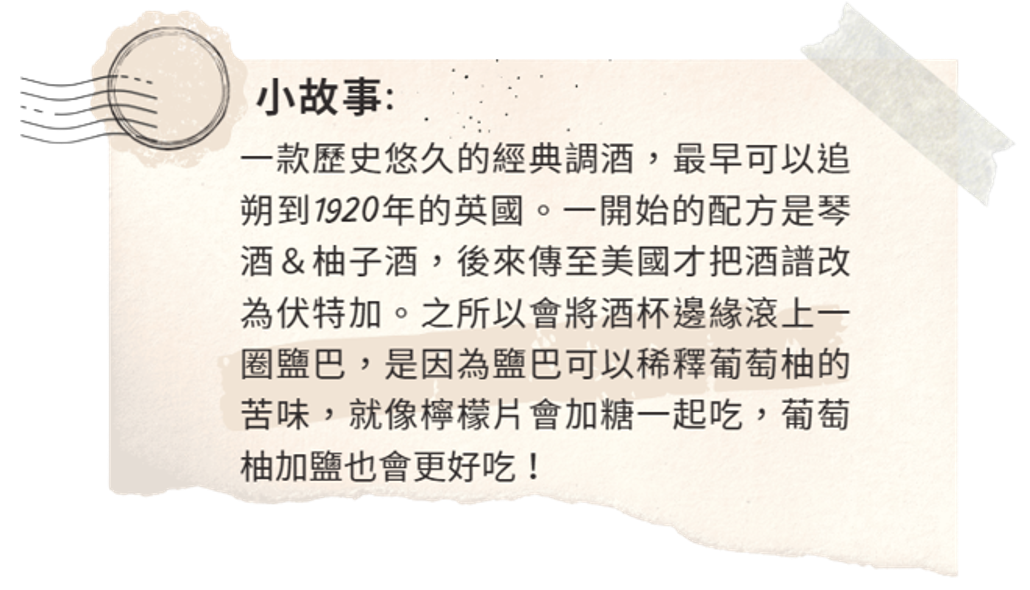 小故事:
一款歷史悠久的經典調酒，最早可以追
朔到1920年的英國。一開始的配方是琴
酒＆柚子酒，後來傳至美國才把酒譜改
為伏特加。之所以會將酒杯邊緣滾上一
圈鹽巴，是因為鹽巴可以稀釋葡萄柚的
苦味，就像檸檬片會加糖一起吃，葡萄
柚加鹽也會更好吃！